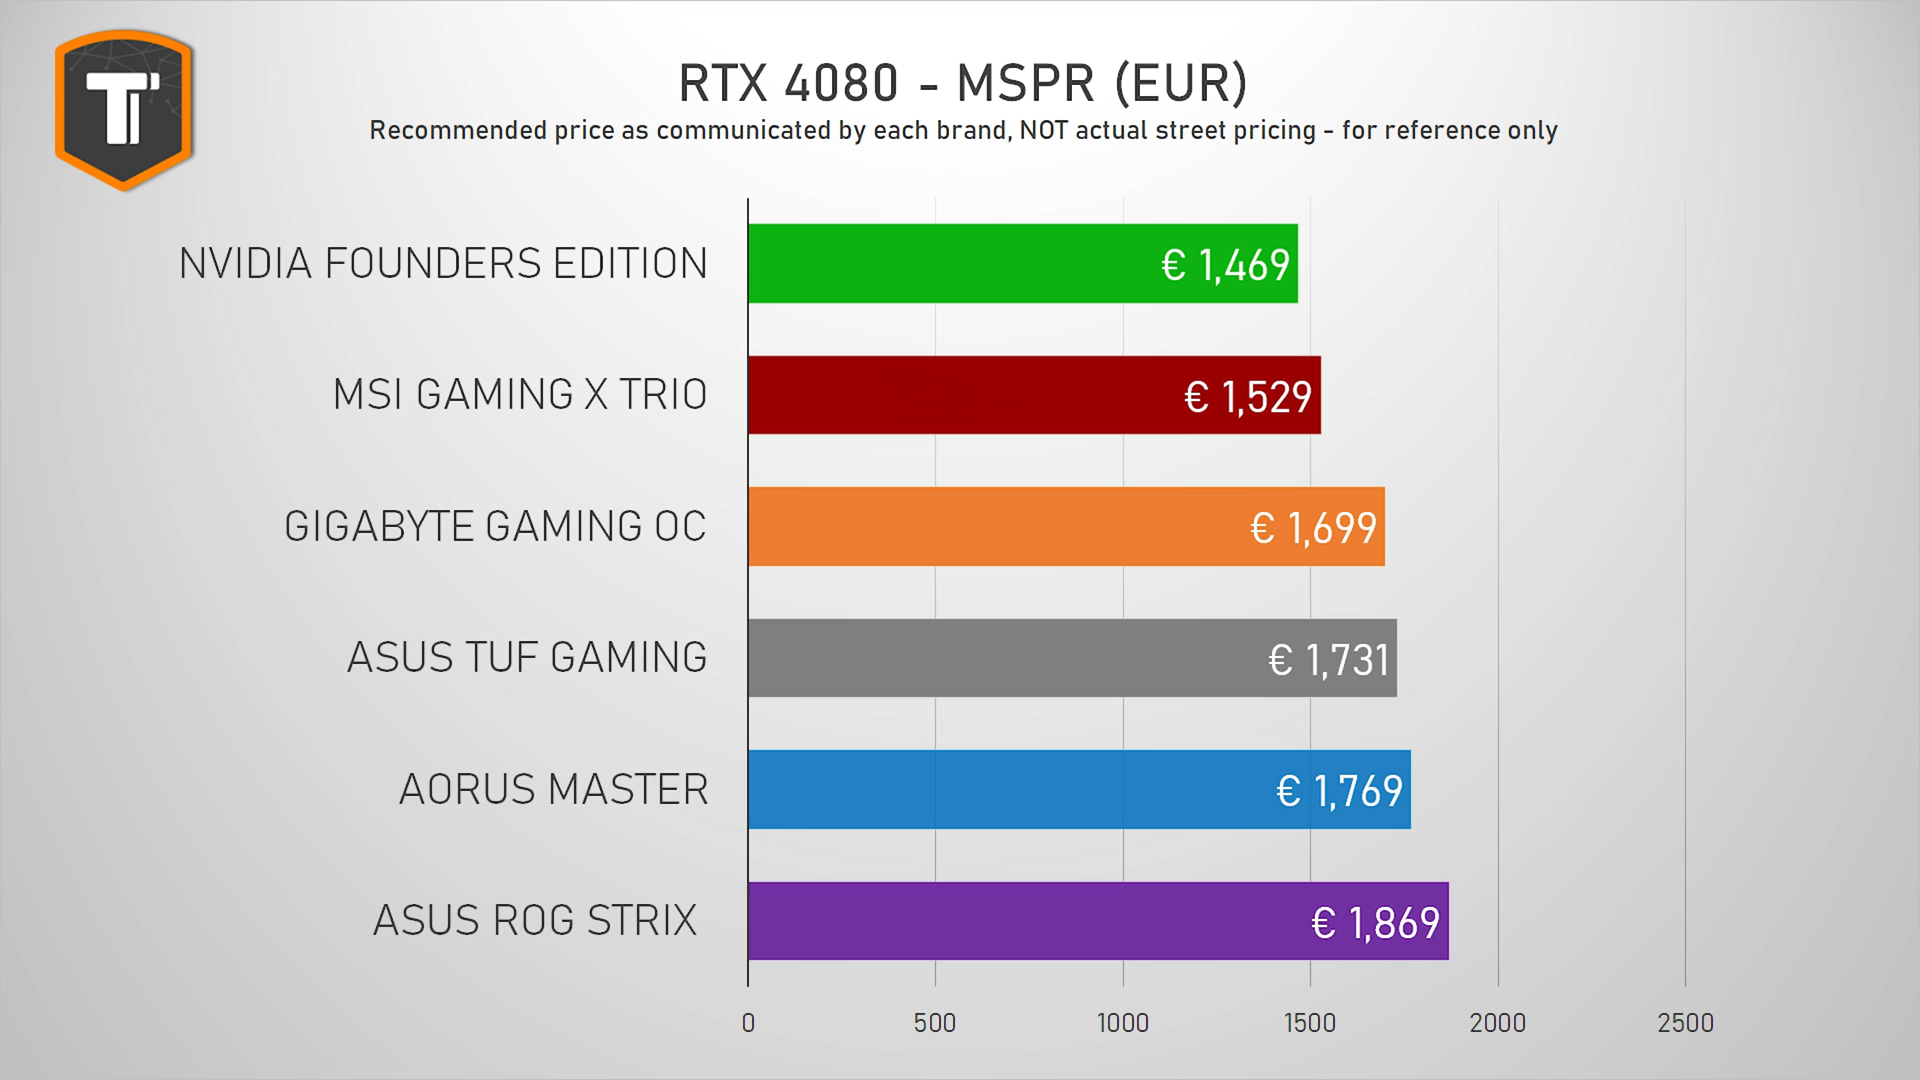 RTX 4080 - MSPR (EUR)
Recommended price as communicated by each brand, NOT actual street pricing - for reference only
NVIDIA FOUNDERS EDITION € 1,469
MSI GAMING X TRIO € 1,529
GIGABYTE GAMING OC € 1,699
ASUS TUF GAMING € 1,731
AORUS MASTER € 1,769
ASUS ROG STRIX € 1,869
0 500 1000 1500 2000 2500